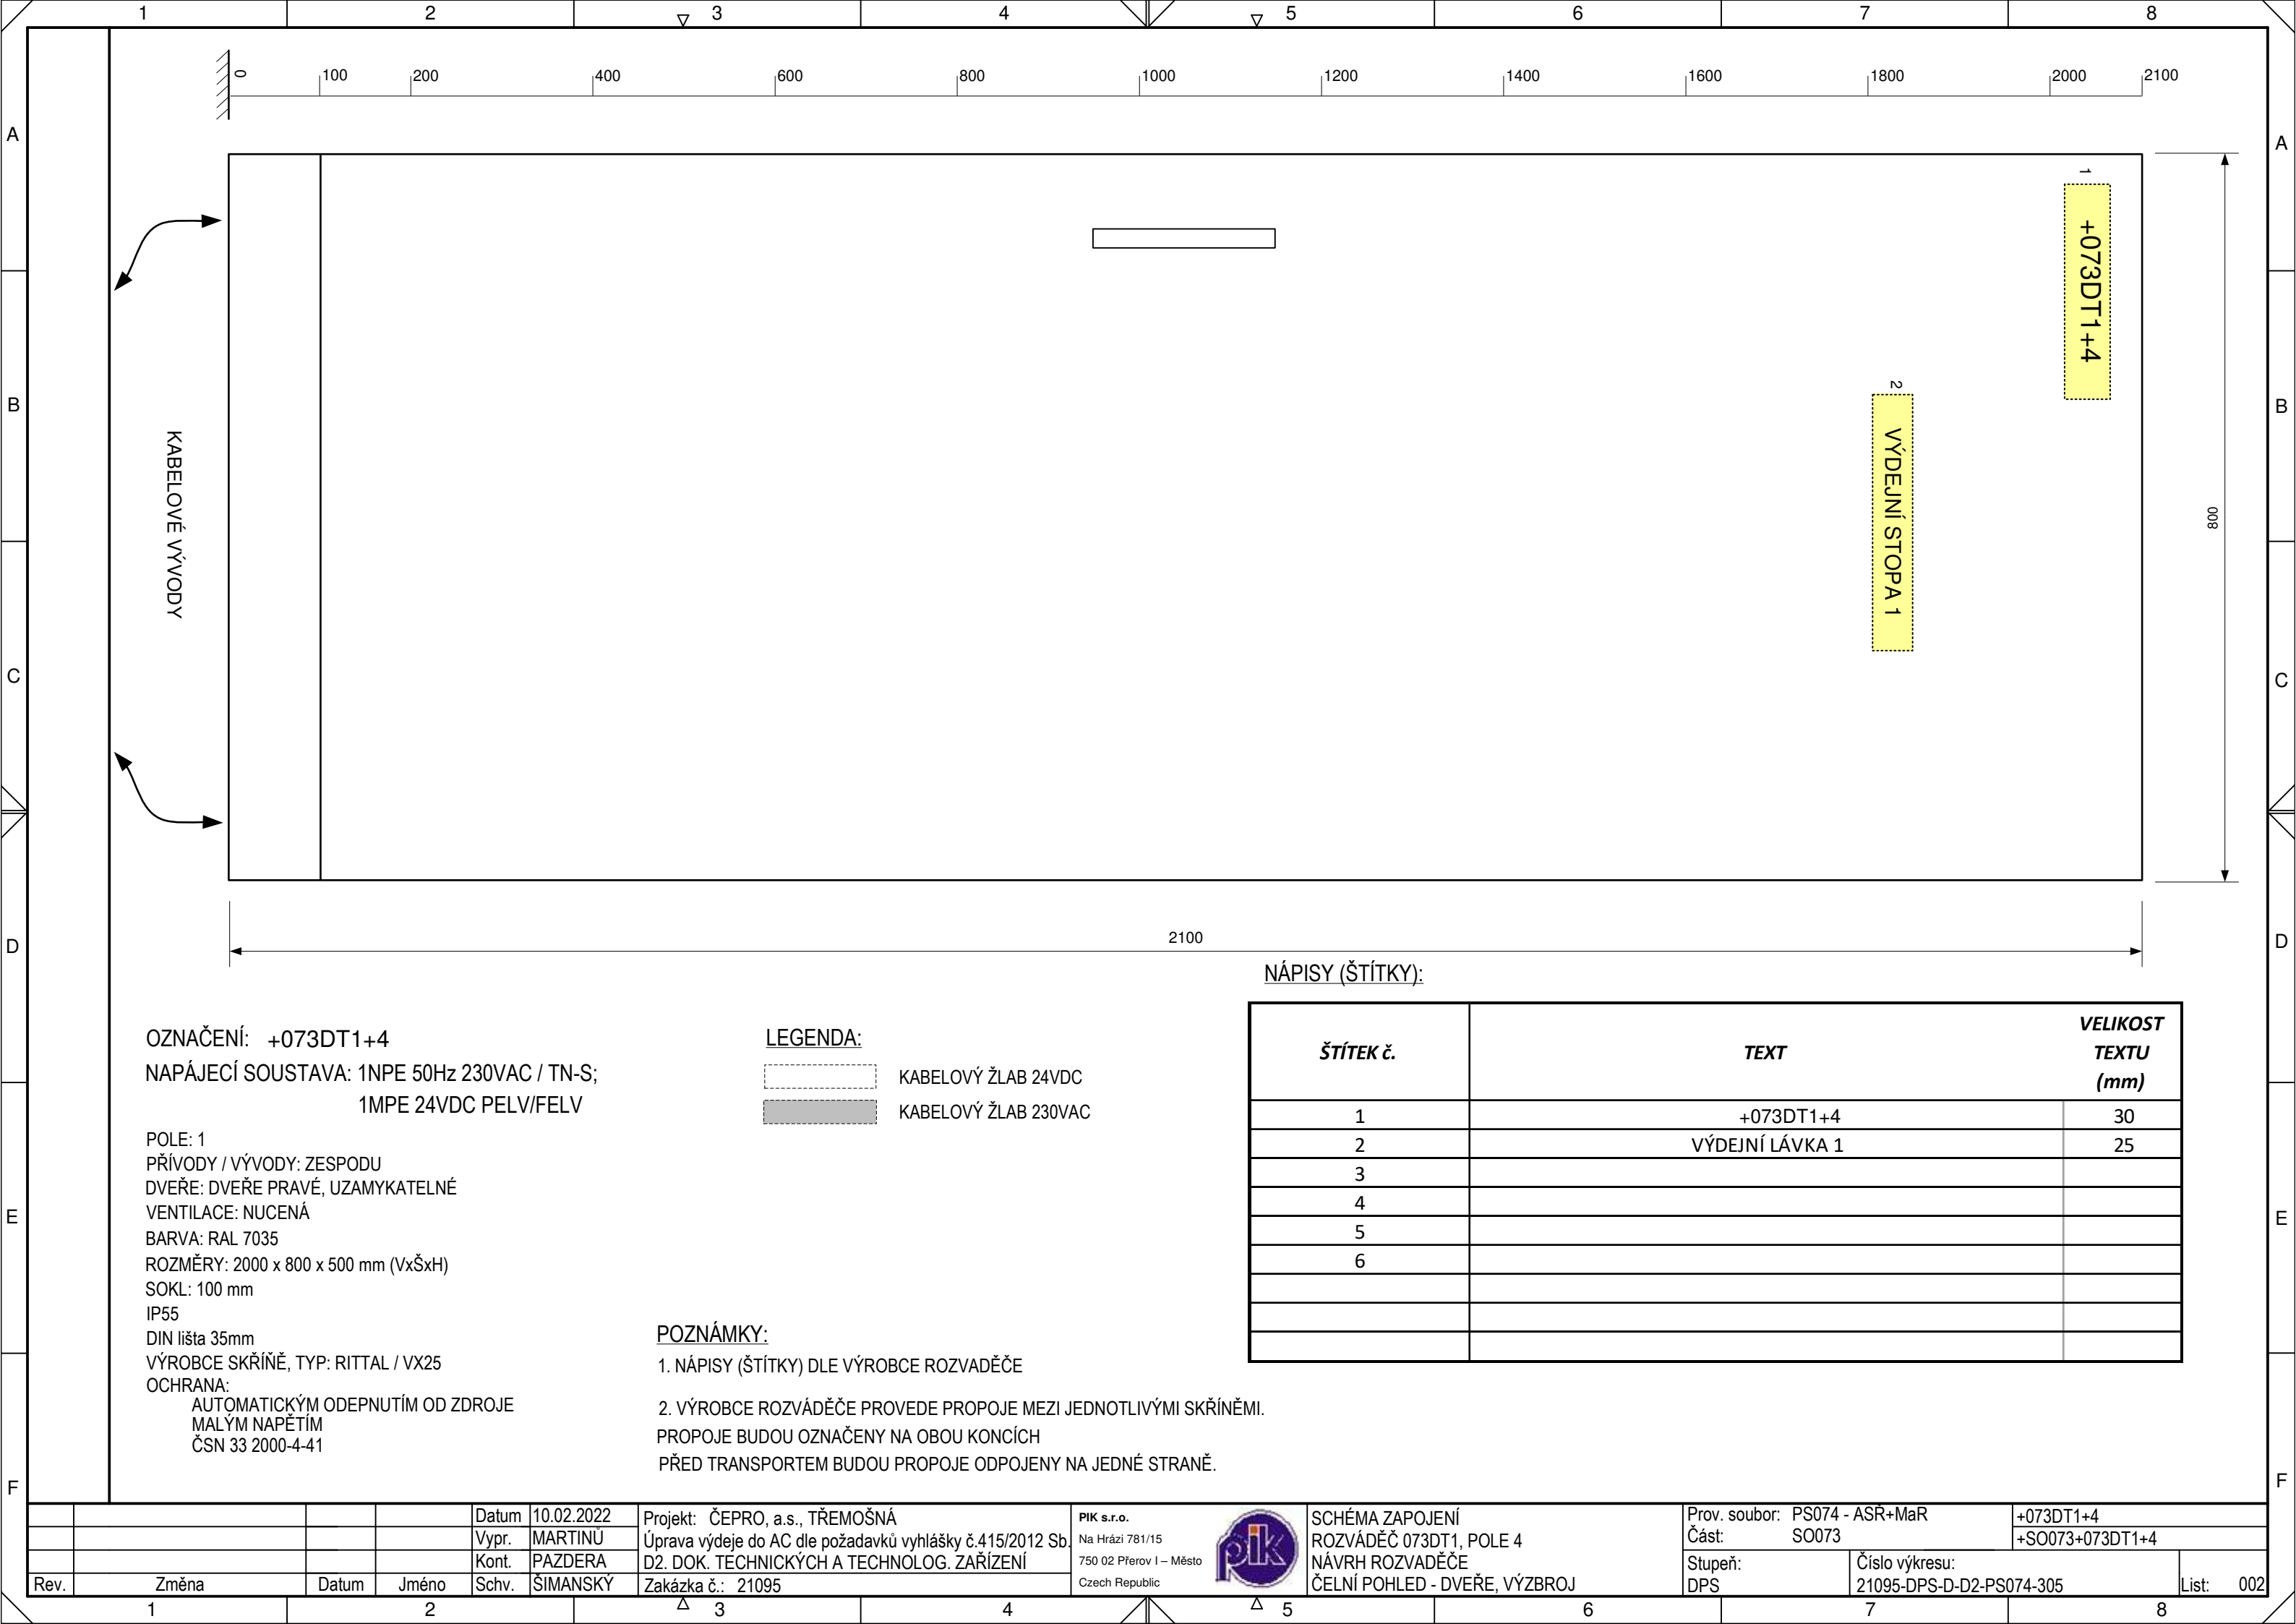 1 2 3 4 5 6 7 8
0 100 200 400 600 800 1000 1200 1400 1600 1800 2000 2100
A A
B B
C C
D D
E E
F F
1
+073DT1+4
2
VÝDEJNÍ STOPA 1
KABELOVÉ VÝVODY
800
2100
NÁPISY (ŠTÍTKY):
ŠTÍTEK č. TEXT VELIKOST
TEXTU
(mm)
1 +073DT1+4 30
2 VÝDEJNÍ LÁVKA 1 25
3
4
5
6
OZNAČENÍ: +073DT1+4
NAPÁJECÍ SOUSTAVA: 1NPE 50Hz 230VAC / TN-S;
1MPE 24VDC PELV/FELV
POLE: 1
PŘÍVODY / VÝVODY: ZESPODU
DVEŘE: DVEŘE PRAVÉ, UZAMYKATELNÉ
VENTILACE: NUCENÁ
BARVA: RAL 7035
ROZMĚRY: 2000 x 800 x 500 mm (VxŠxH)
SOKL: 100 mm
IP55
DIN lišta 35mm
VÝROBCE SKŘÍŇĚ, TYP: RITTAL / VX25
OCHRANA:
AUTOMATICKÝM ODEPNUTÍM OD ZDROJE
MALÝM NAPĚTÍM
ČSN 33 2000-4-41
LEGENDA:
KABELOVÝ ŽLAB 24VDC
KABELOVÝ ŽLAB 230VAC
POZNÁMKY:
1. NÁPISY (ŠTÍTKY) DLE VÝROBCE ROZVADĚČE
2. VÝROBCE ROZVÁDĚČE PROVEDE PROPOJE MEZI JEDNOTLIVÝMI SKŘÍNĚMI.
PROPOJE BUDOU OZNAČENY NA OBOU KONCÍCH
PŘED TRANSPORTEM BUDOU PROPOJE ODPOJENY NA JEDNÉ STRANĚ.
Rev. Změna Datum Jméno
Datum 10.02.2022
Vypr. MARTINŮ
Kont. PAZDERA
Schv. ŠIMANSKÝ
Projekt: ČEPRO, a.s., TŘEMOŠNÁ
Úprava výdeje do AC dle požadavků vyhlášky č.415/2012 Sb.
D2. DOK. TECHNICKÝCH A TECHNOLOG. ZAŘÍZENÍ
Zakázka č.: 21095
PIK s.r.o.
Na Hrázi 781/15
750 02 Přerov I – Město
Czech Republic
pik
SCHÉMA ZAPOJENÍ
ROZVÁDĚČ 073DT1, POLE 4
NÁVRH ROZVADĚČE
ČELNÍ POHLED - DVEŘE, VÝZBROJ
Prov. soubor: PS074 - ASŘ+MaR
Část: SO073
+073DT1+4
+SO073+073DT1+4
Stupeň:
DPS
Číslo výkresu:
21095-DPS-D-D2-PS074-305
List: 002
1 2 3 4 5 6 7 8